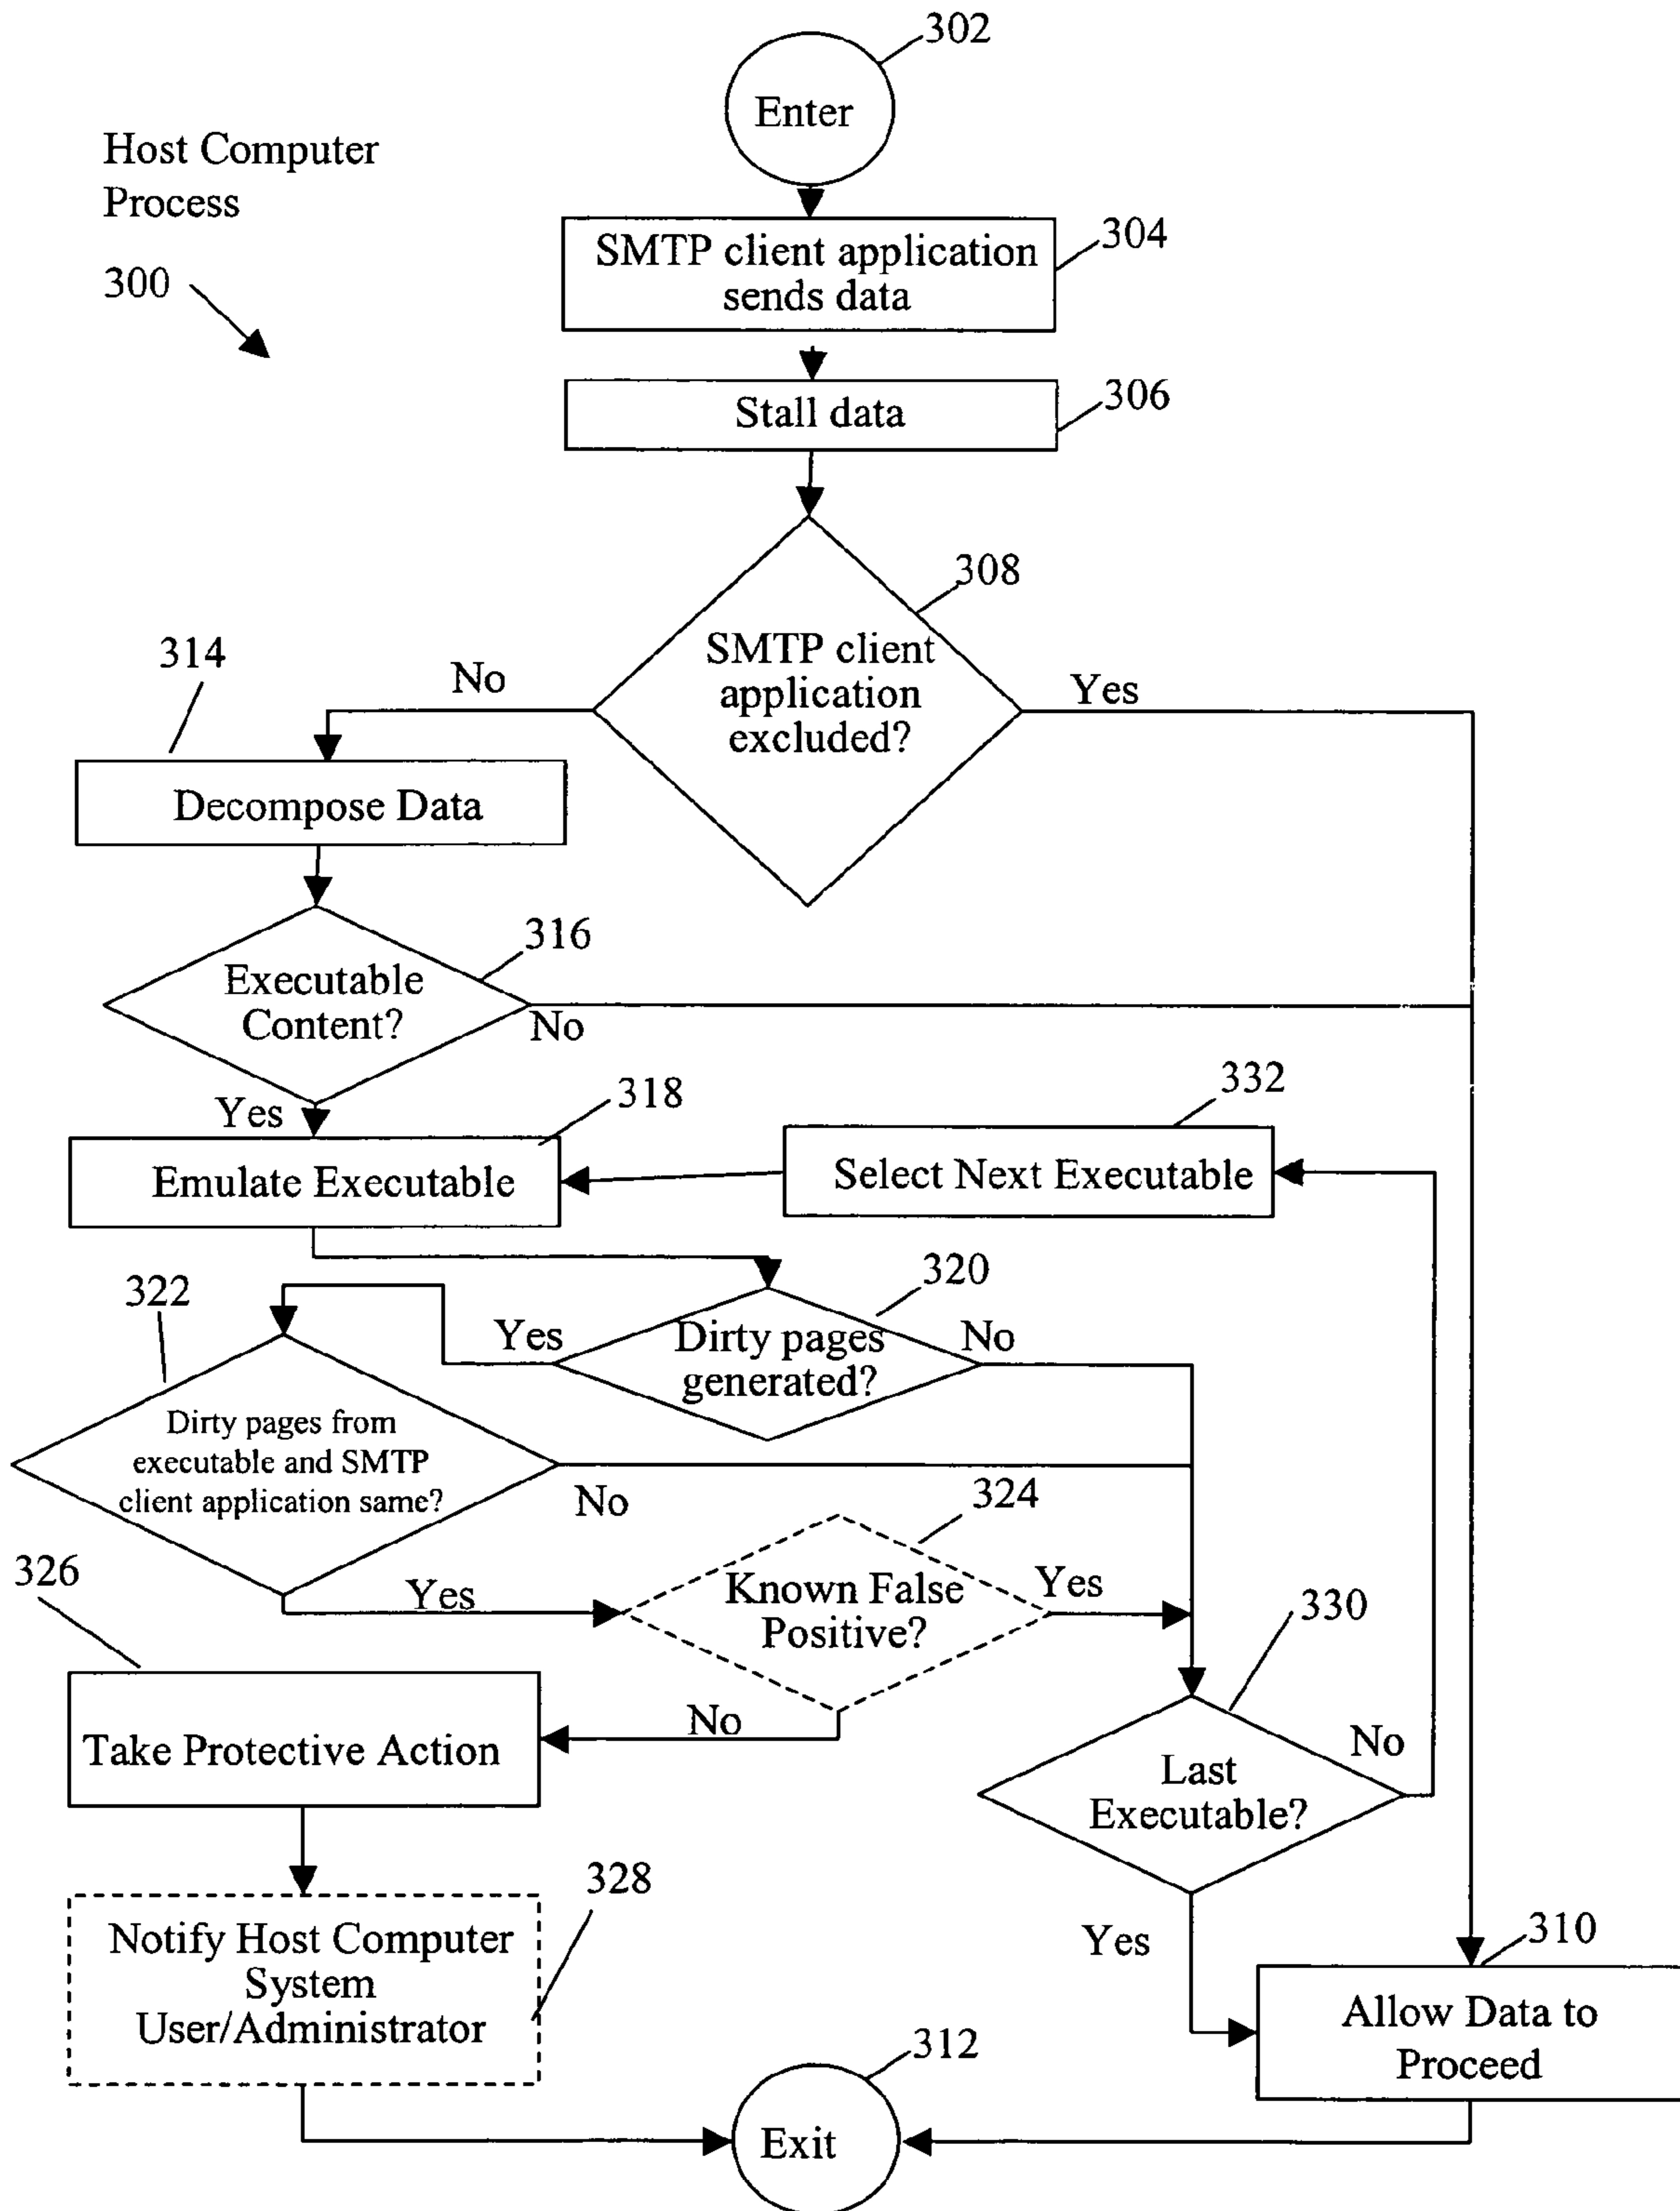 302
Enter
Host Computer
Process
300
304
SMTP client application
sends data
306
Stall data
308
SMTP client
application
excluded?
314
No
Yes
Decompose Data
316
Executable
Content?
No
Yes
318
332
Emulate Executable
Select Next Executable
320
322
Yes
Dirty pages
generated?
No
Dirty pages from
executable and SMTP
client application same?
No
324
326
Yes
Known False
Positive?
Yes
330
Take Protective Action
No
Last
Executable?
No
328
Notify Host Computer
System
User/Administrator
Yes
310
Allow Data to
Proceed
312
Exit